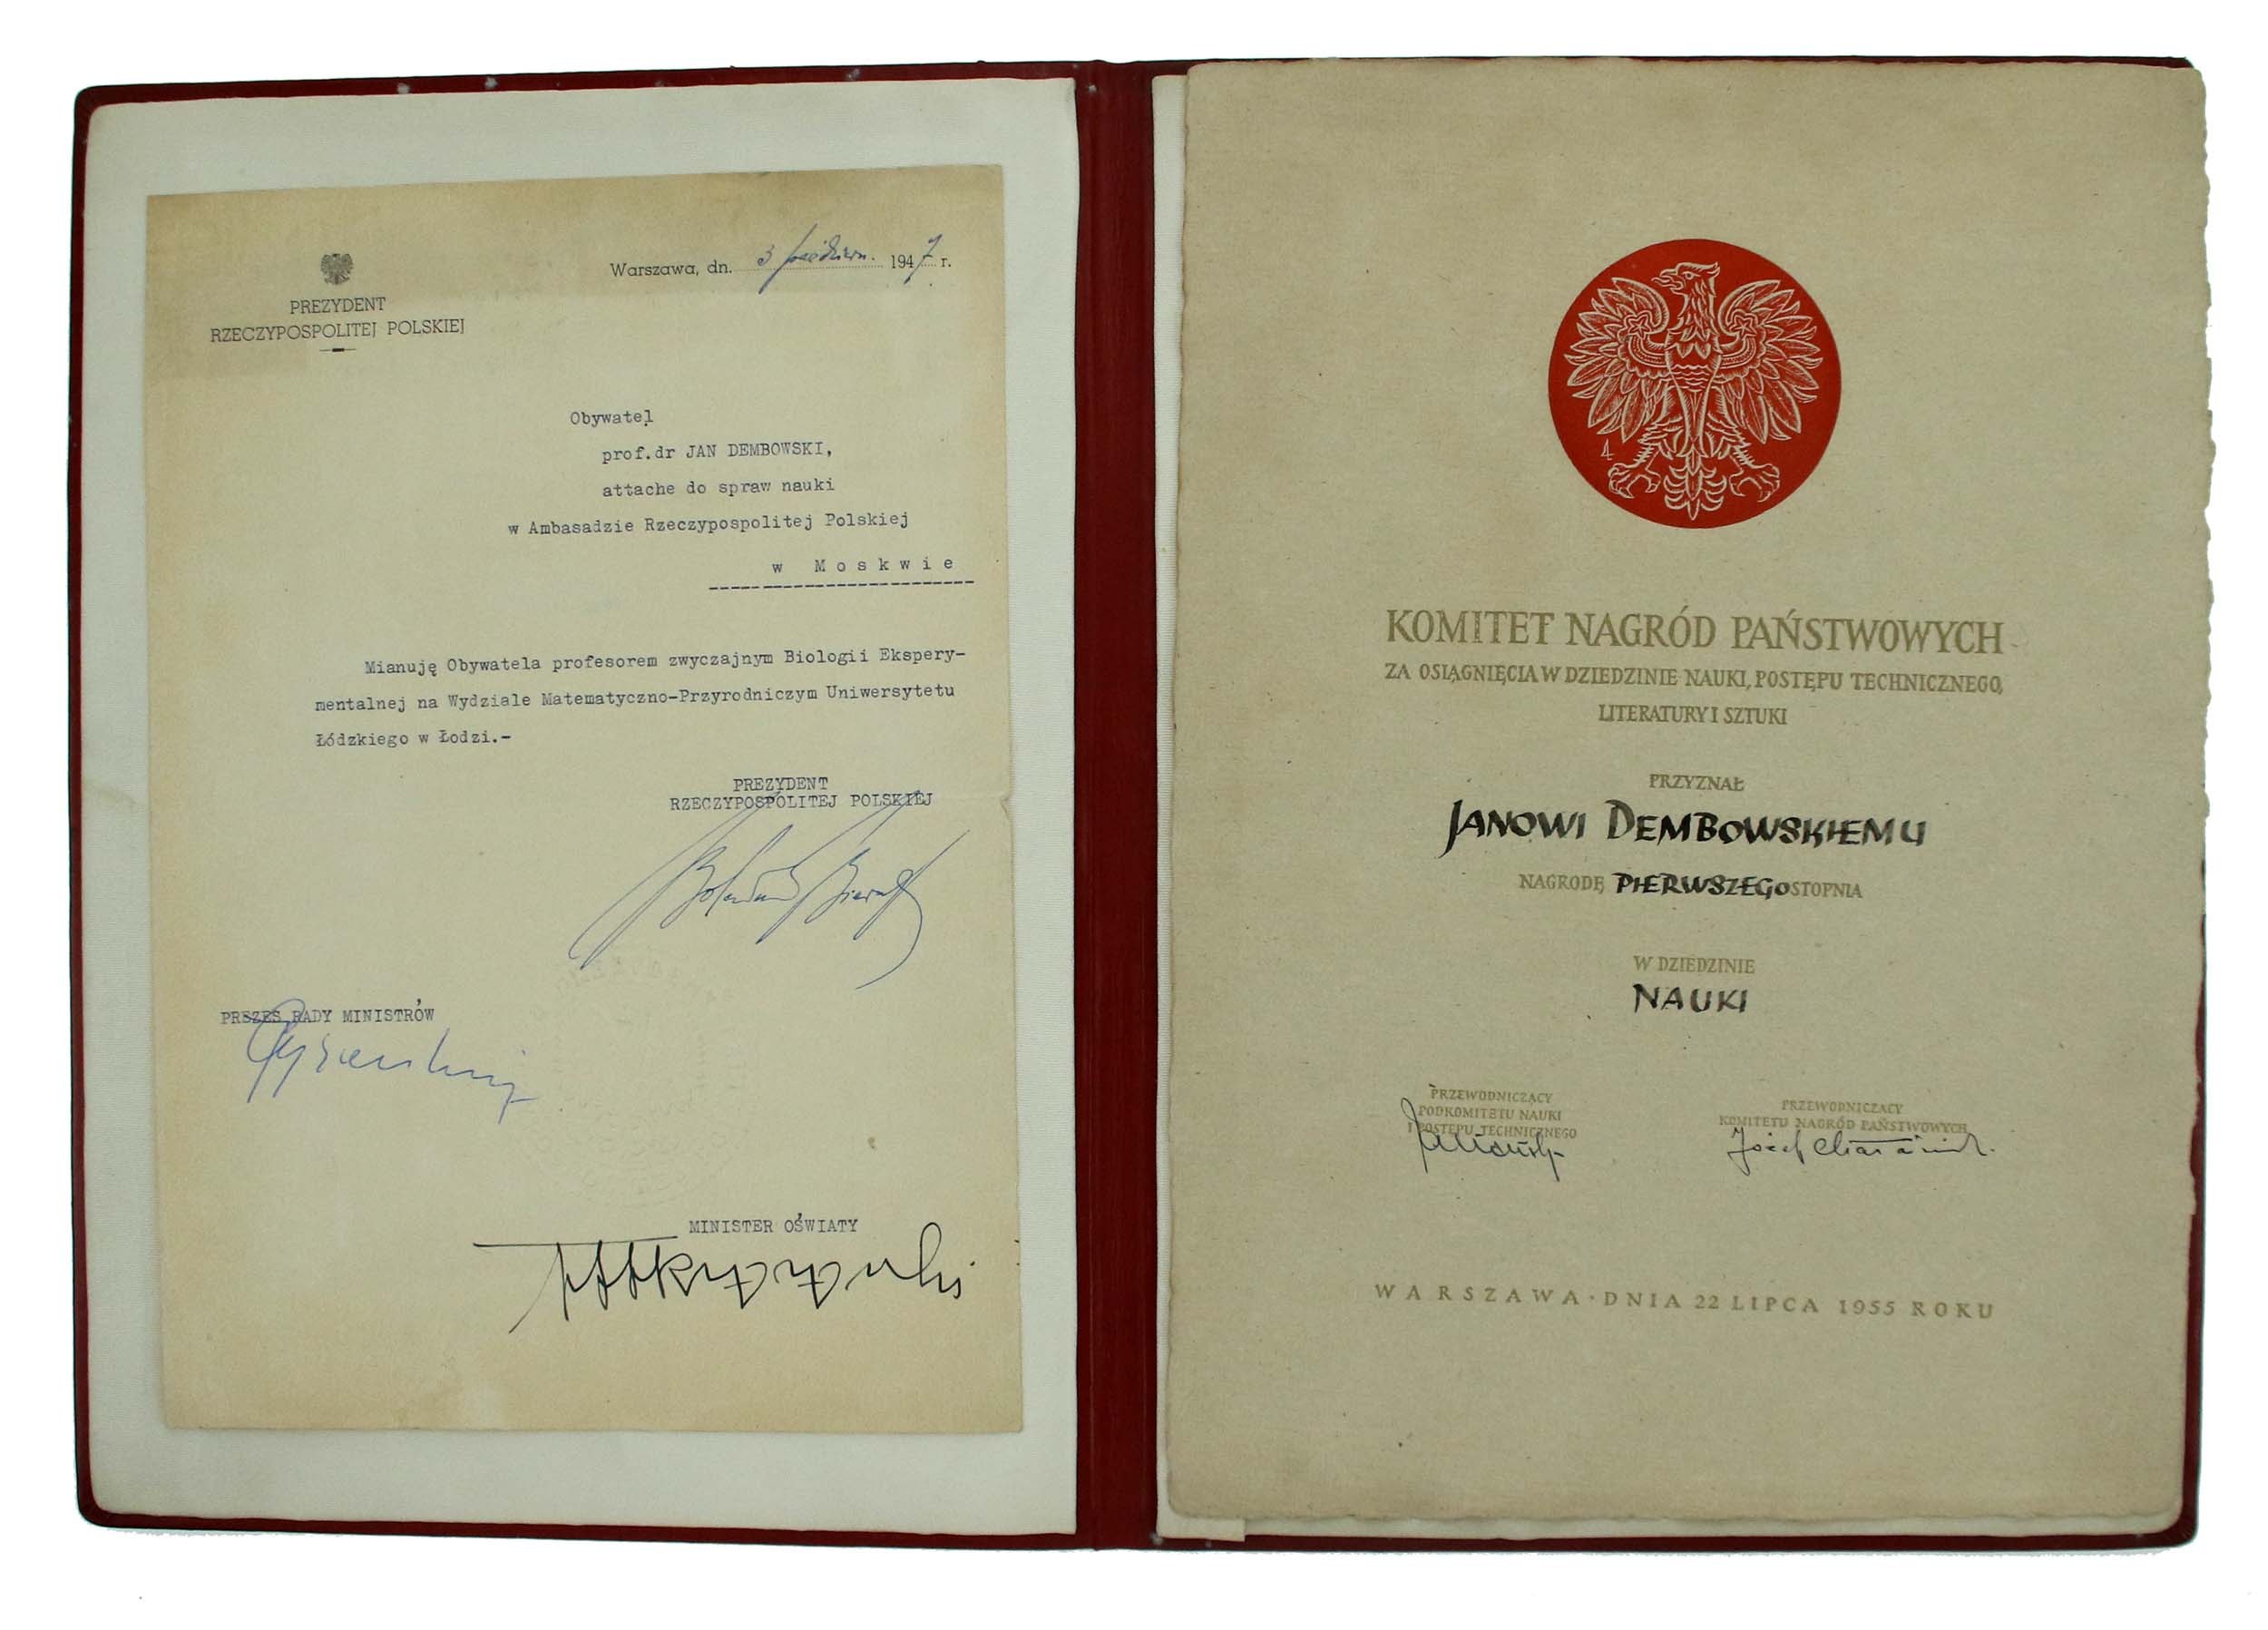 Warszawa, dn. 3 październ. 1947 r.
PREZYDENT
RZECZYPOSPOLITEJ POLSKIEJ
Obywatel
prof.dr JAN DEMBOWSKI,
attache do spraw nauki
w Ambasadzie Rzeczypospolitej Polskiej
w Moskwie
Mianuję Obywatela profesorem zwyczajnym Biologii Ekspery-
mentalnej na Wydziale Matematyczno-Przyrodniczym Uniwersytetu
Łódzkiego w Łodzi.-
PREZYDENT
RZECZYPOSPOLITEJ POLSKIEJ
Bolesław Bierut
PREZES RADY MINISTRÓW
MINISTER OŚWIATY
KOMITET NAGRÓD PAŃSTWOWYCH
ZA OSIĄGNIĘCIA W DZIEDZINIE NAUKI, POSTĘPU TECHNICZNEGO,
LITERATURY I SZTUKI
PRZYZNAŁ
JANOWI DEMBOWSKIEMU
NAGRODĘ PIERWSZEGO STOPNIA
W DZIEDZINIE
NAUKI
PRZEWODNICZĄCY
PODKOMITETU NAUKI
I POSTĘPU TECHNICZNEGO
PRZEWODNICZĄCY
KOMITETU NAGRÓD PAŃSTWOWYCH
WARSZAWA · DNIA 22 LIPCA 1955 ROKU